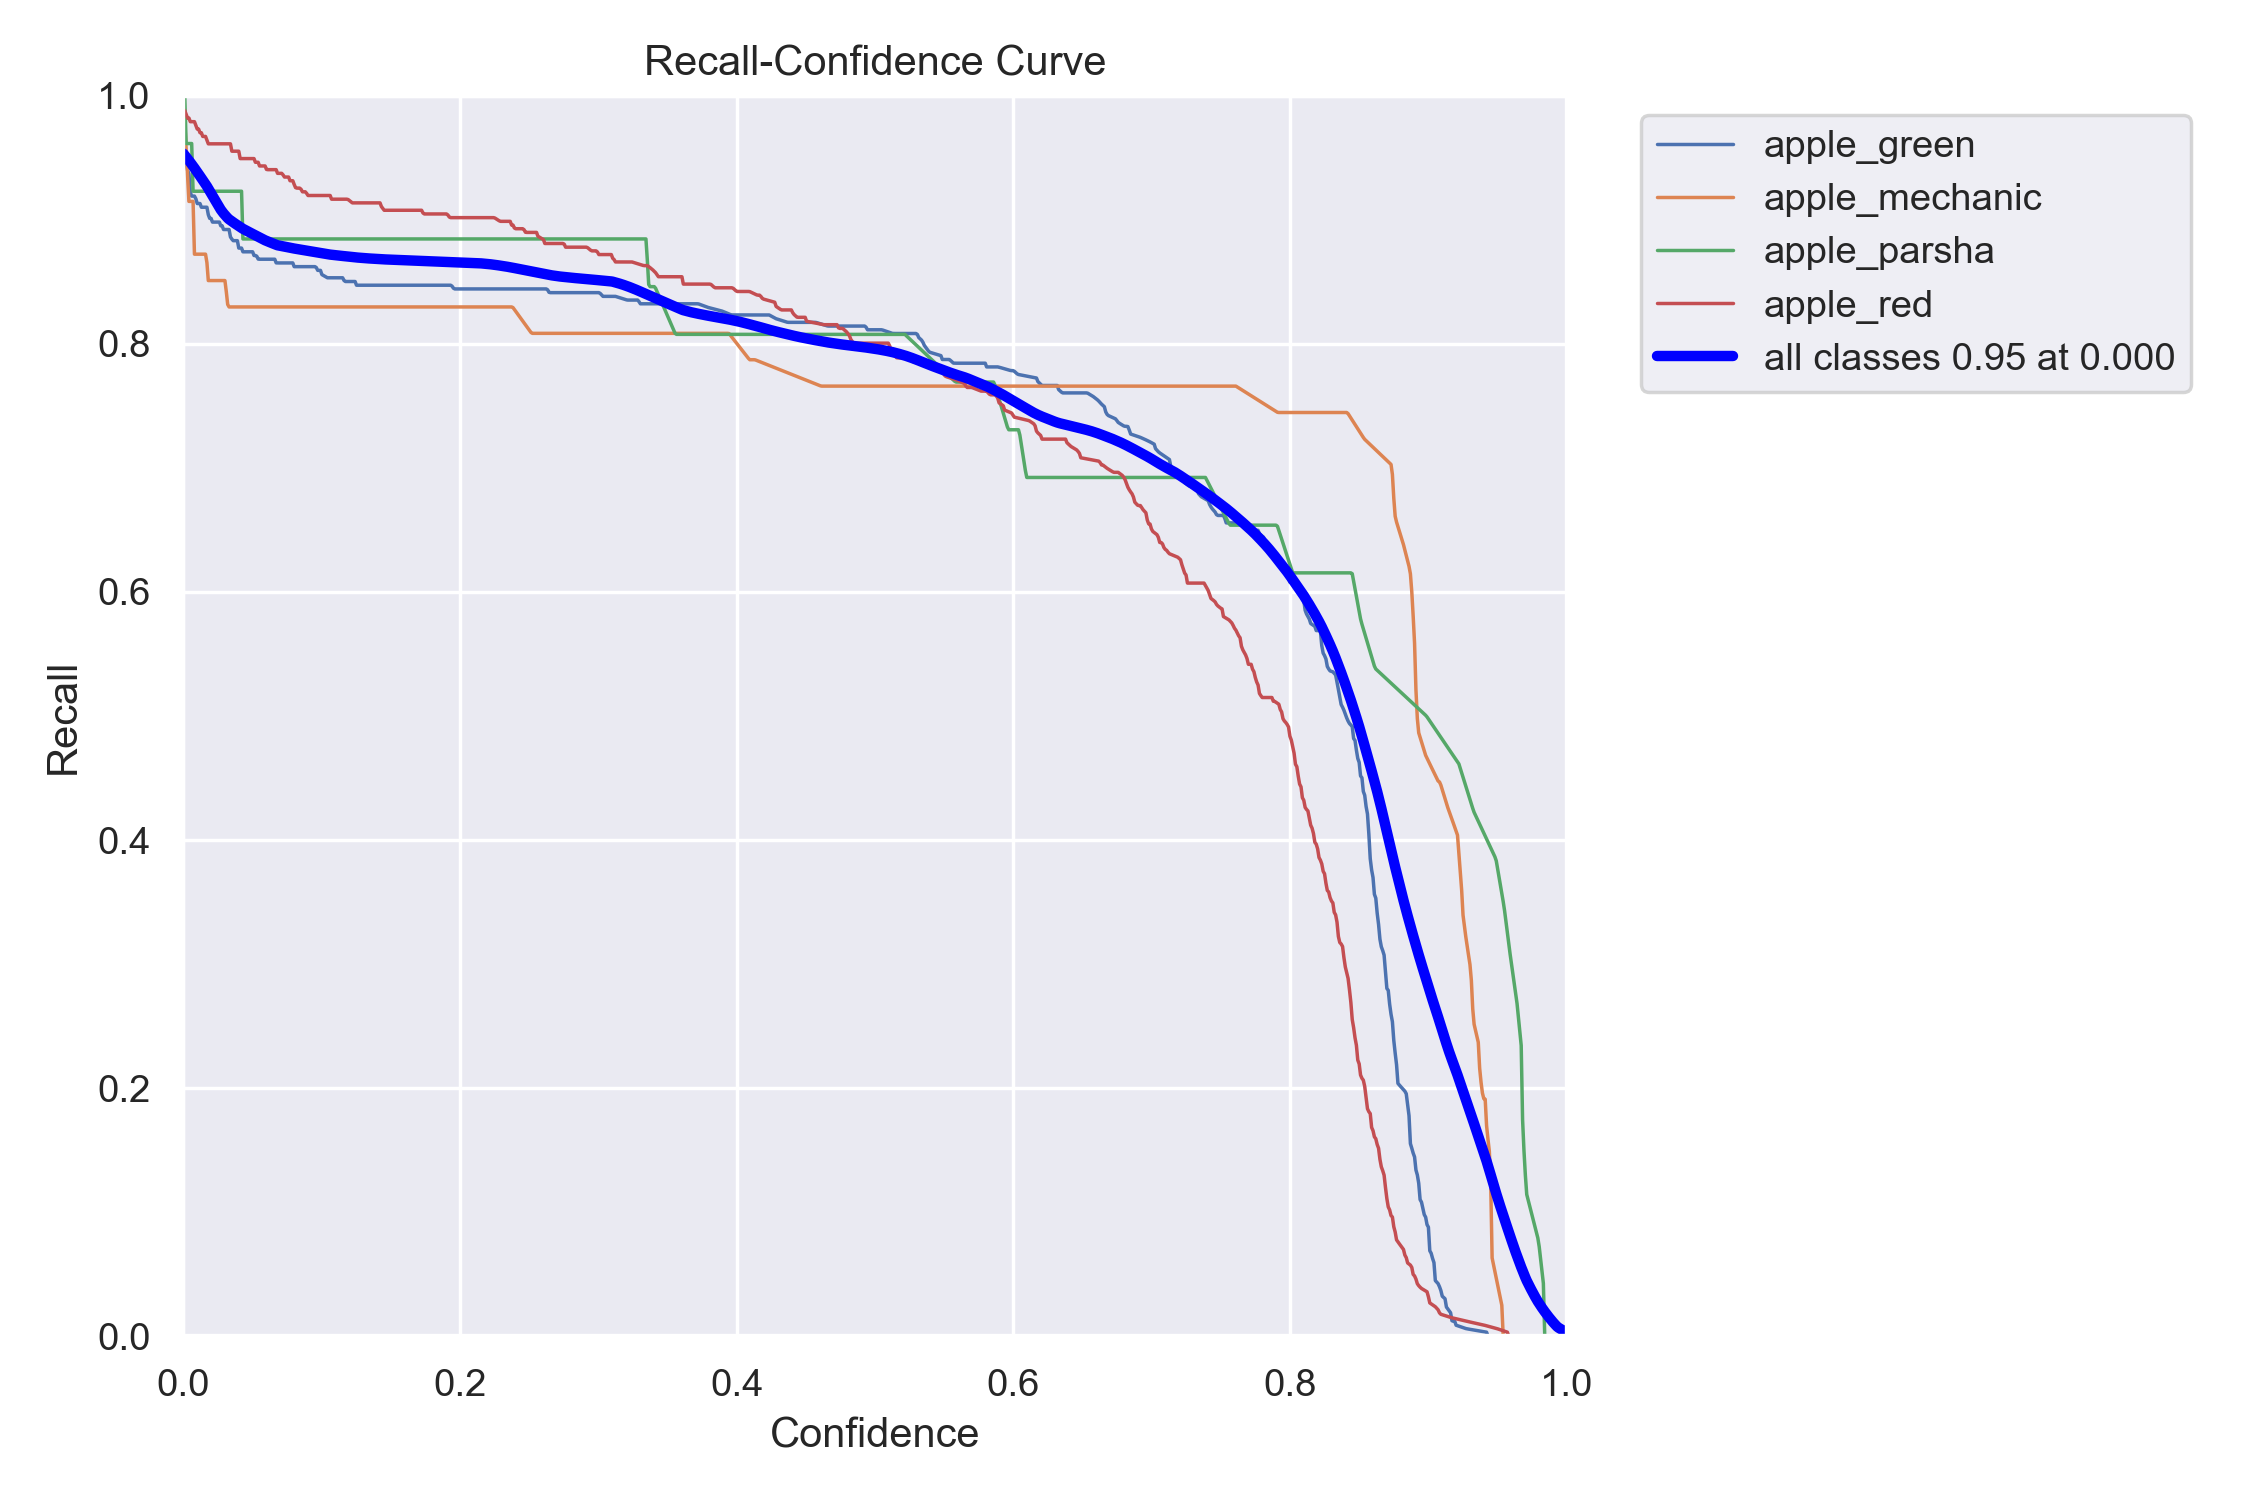 Recall-Confidence Curve
1.0
0.8
0.6
0.4
0.2
0.0
Recall
0.0 0.2 0.4 0.6 0.8 1.0
Confidence
apple_green
apple_mechanic
apple_parsha
apple_red
all classes 0.95 at 0.000